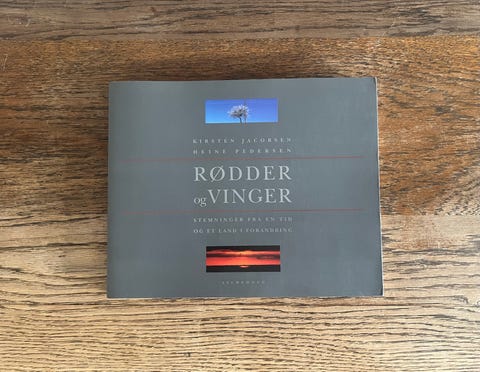 KIRSTEN JACOBSEN
HEINE PEDERSEN
RØDDER
og VINGER
STEMNINGER FRA EN TID
OG ET LAND I FORANDRING